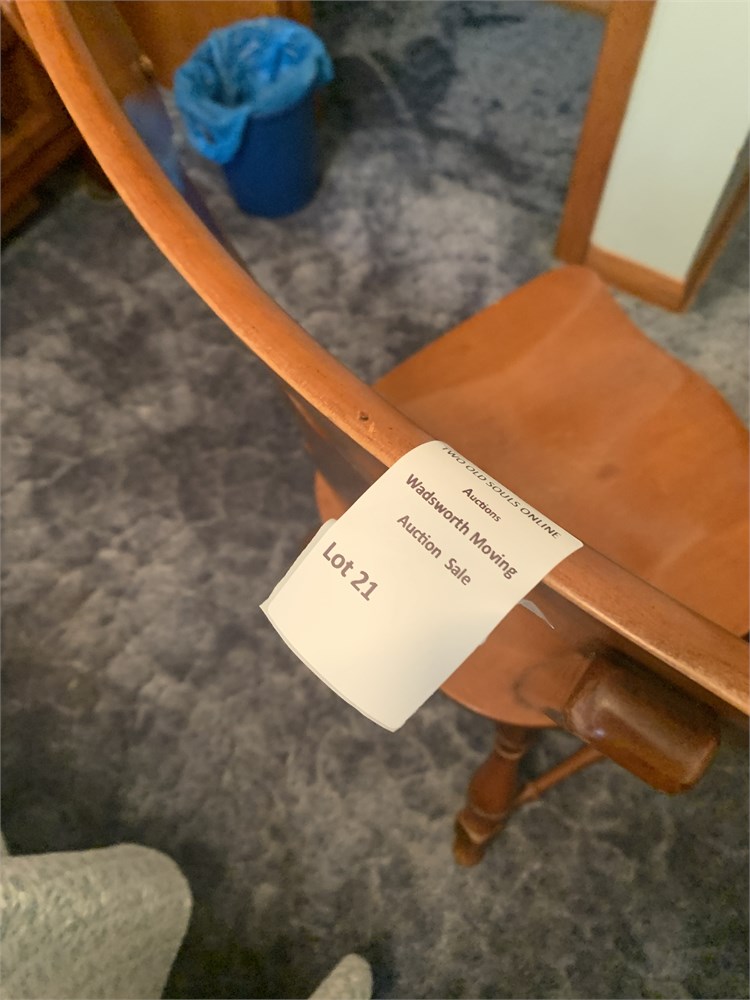 TWO OLD SOULS ONLINE
Auctions
Wadsworth Moving
Auction Sale
Lot 21